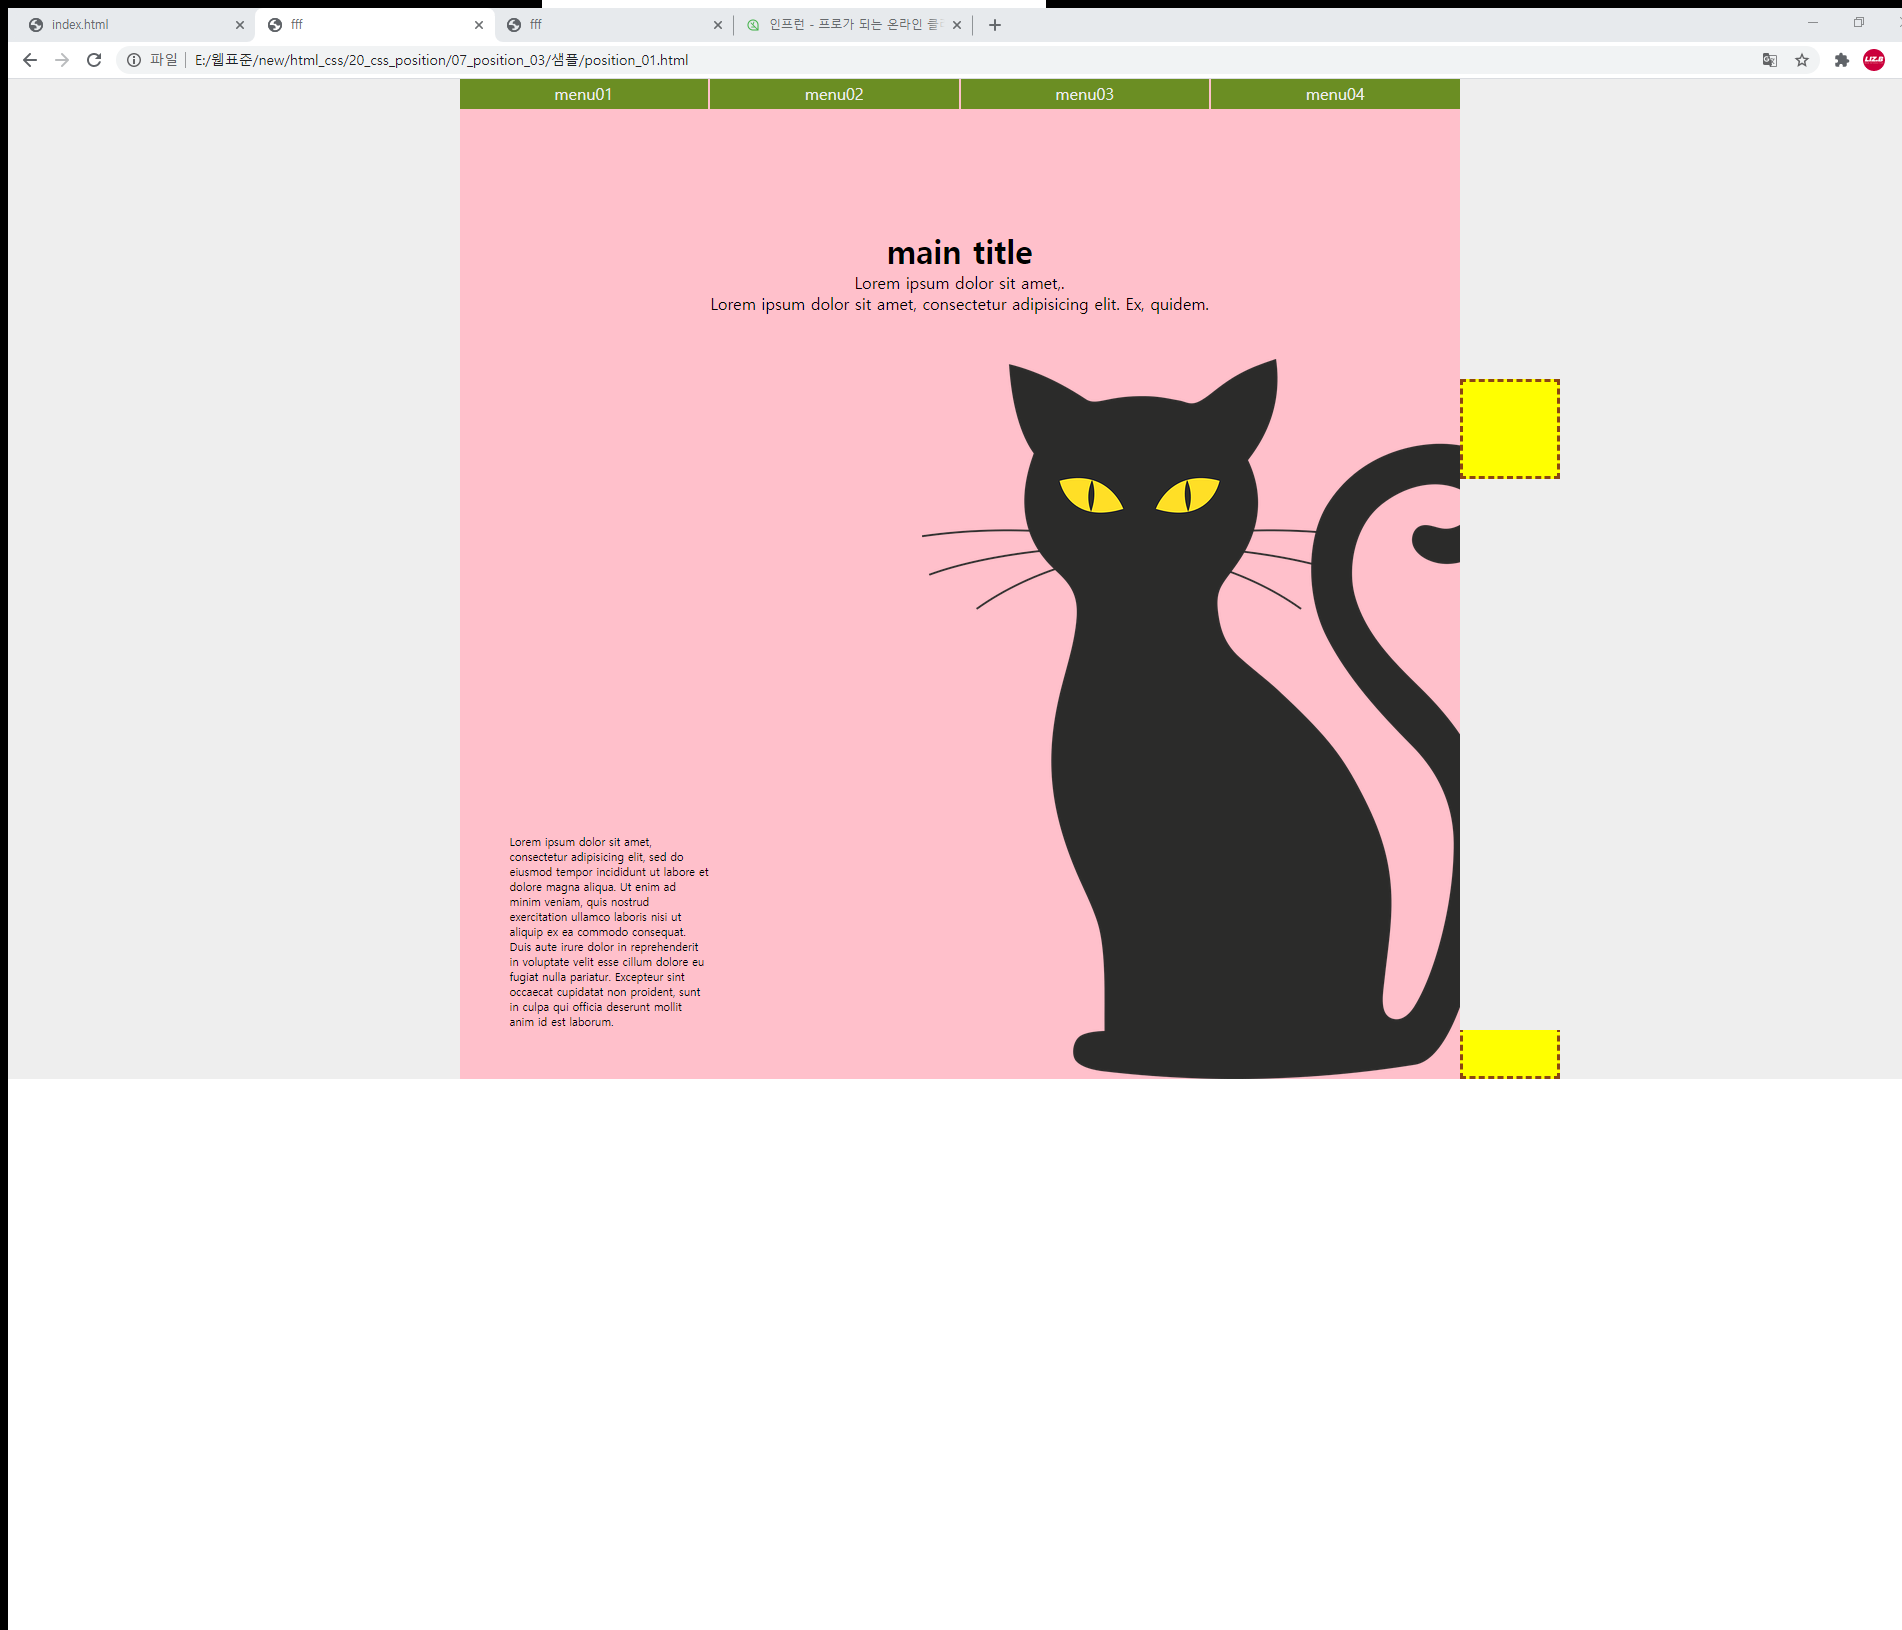 index.html
fff
fff
인프런 - 프로가 되는 온라인
파일
E:/웹표준/new/html_css/20_css_position/07_position_03/샘플/position_01.html
LIZ.B
menu01 menu02 menu03 menu04
main title
Lorem ipsum dolor sit amet,.
Lorem ipsum dolor sit amet, consectetur adipisicing elit. Ex, quidem.
Lorem ipsum dolor sit amet,
consectetur adipisicing elit, sed do
eiusmod tempor incididunt ut labore et
dolore magna aliqua. Ut enim ad
minim veniam, quis nostrud
exercitation ullamco laboris nisi ut
aliquip ex ea commodo consequat.
Duis aute irure dolor in reprehenderit
in voluptate velit esse cillum dolore eu
fugiat nulla pariatur. Excepteur sint
occaecat cupidatat non proident, sunt
in culpa qui officia deserunt mollit
anim id est laborum.